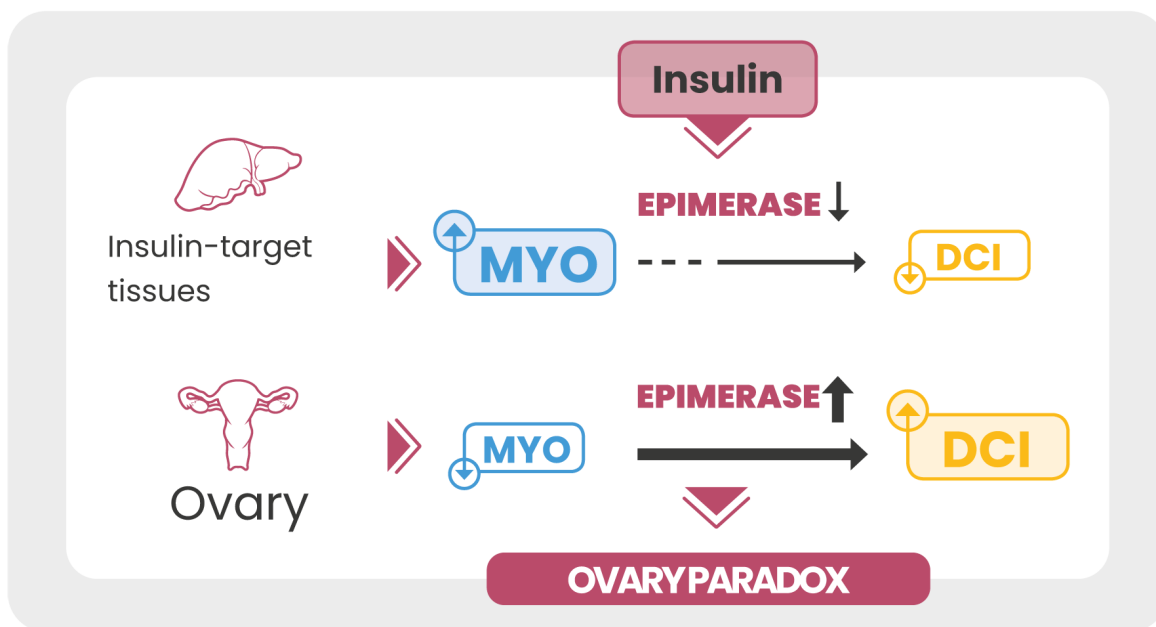 Insulin
EPIMERASE
Insulin-target
tissues
MYO
DCI
EPIMERASE
MYO
DCI
Ovary
OVARY PARADOX